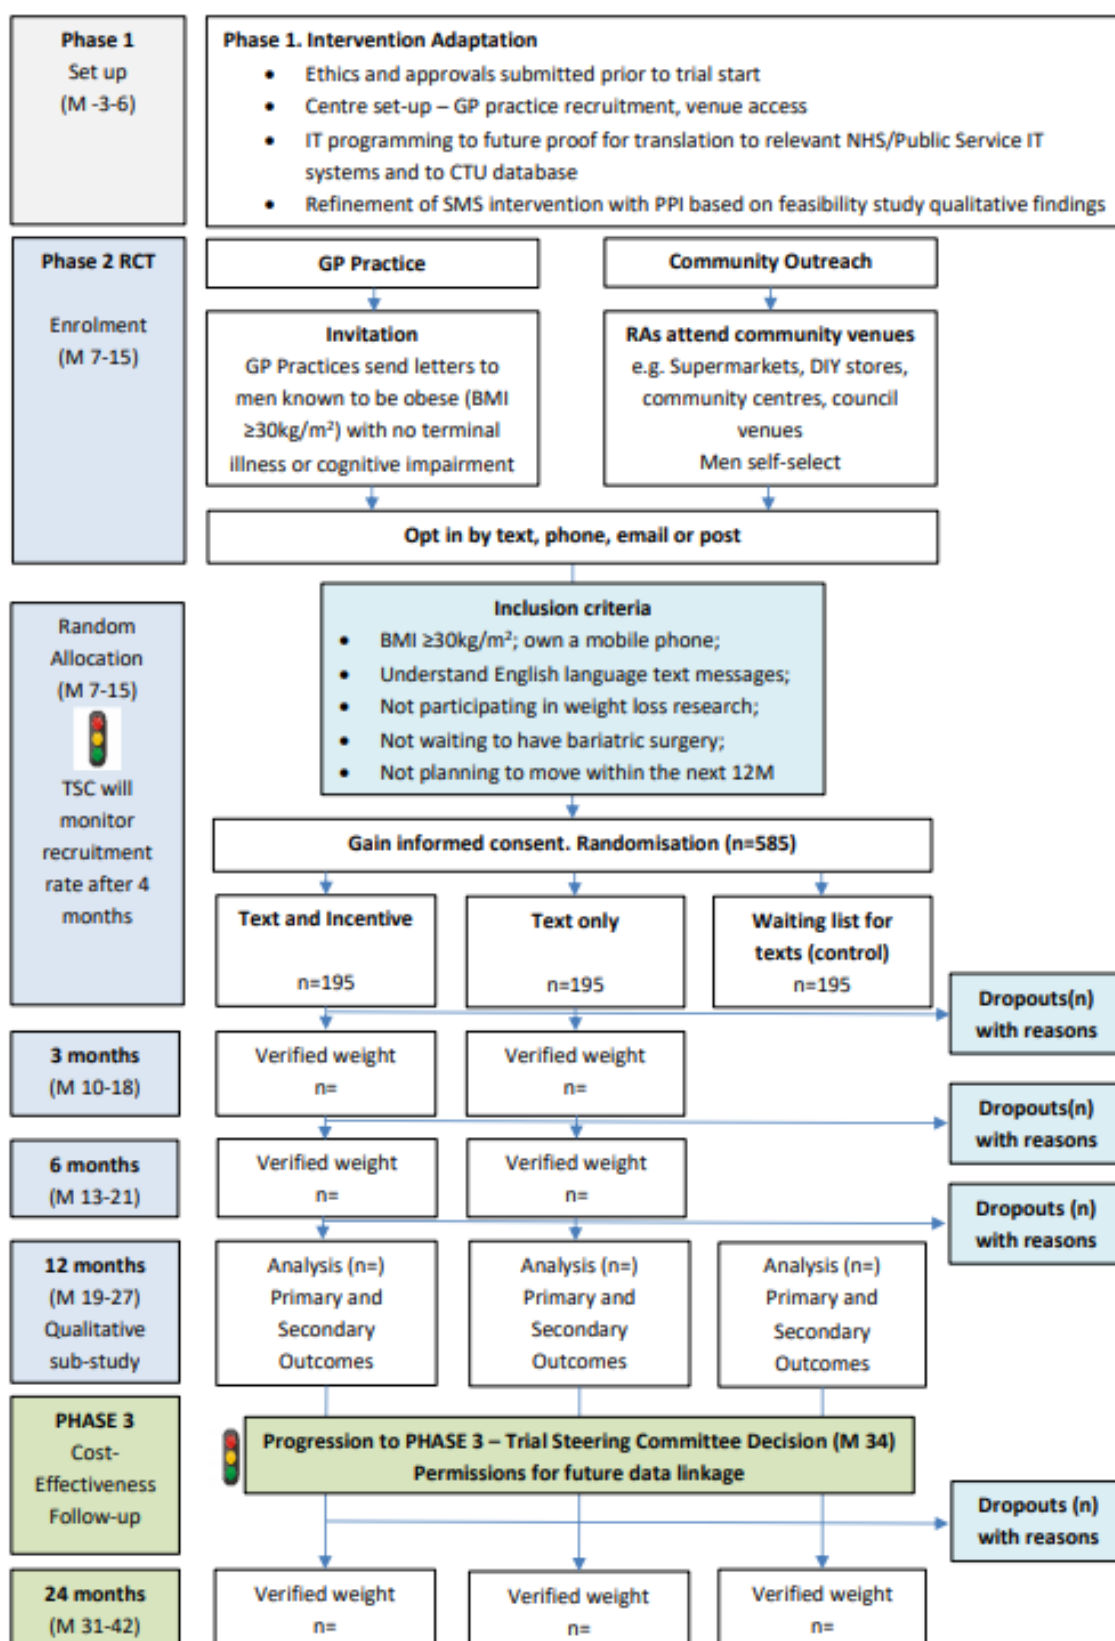 Phase 1
Set up
(M -3-6)
Phase 1. Intervention Adaptation
• Ethics and approvals submitted prior to trial start
• Centre set-up – GP practice recruitment, venue access
• IT programming to future proof for translation to relevant NHS/Public Service IT
systems and to CTU database
• Refinement of SMS intervention with PPI based on feasibility study qualitative findings
Phase 2 RCT
Enrolment
(M 7-15)
GP Practice
Community Outreach
Invitation
GP Practices send letters to
men known to be obese (BMI
≥30kg/m²) with no terminal
illness or cognitive impairment
RAs attend community venues
e.g. Supermarkets, DIY stores,
community centres, council
venues
Men self-select
Opt in by text, phone, email or post
Random
Allocation
(M 7-15)
TSC will
monitor
recruitment
rate after 4
months
Inclusion criteria
• BMI ≥30kg/m²; own a mobile phone;
• Understand English language text messages;
• Not participating in weight loss research;
• Not waiting to have bariatric surgery;
• Not planning to move within the next 12M
Gain informed consent. Randomisation (n=585)
Text and Incentive
n=195
Text only
n=195
Waiting list for
texts (control)
n=195
Dropouts(n)
with reasons
3 months
(M 10-18)
Verified weight
n=
Verified weight
n=
Dropouts(n)
with reasons
6 months
(M 13-21)
Verified weight
n=
Verified weight
n=
Dropouts (n)
with reasons
12 months
(M 19-27)
Qualitative
sub-study
Analysis (n=)
Primary and
Secondary
Outcomes
Analysis (n=)
Primary and
Secondary
Outcomes
Analysis (n=)
Primary and
Secondary
Outcomes
PHASE 3
Cost-
Effectiveness
Follow-up
Progression to PHASE 3 – Trial Steering Committee Decision (M 34)
Permissions for future data linkage
Dropouts (n)
with reasons
24 months
(M 31-42)
Verified weight
n=
Verified weight
n=
Verified weight
n=